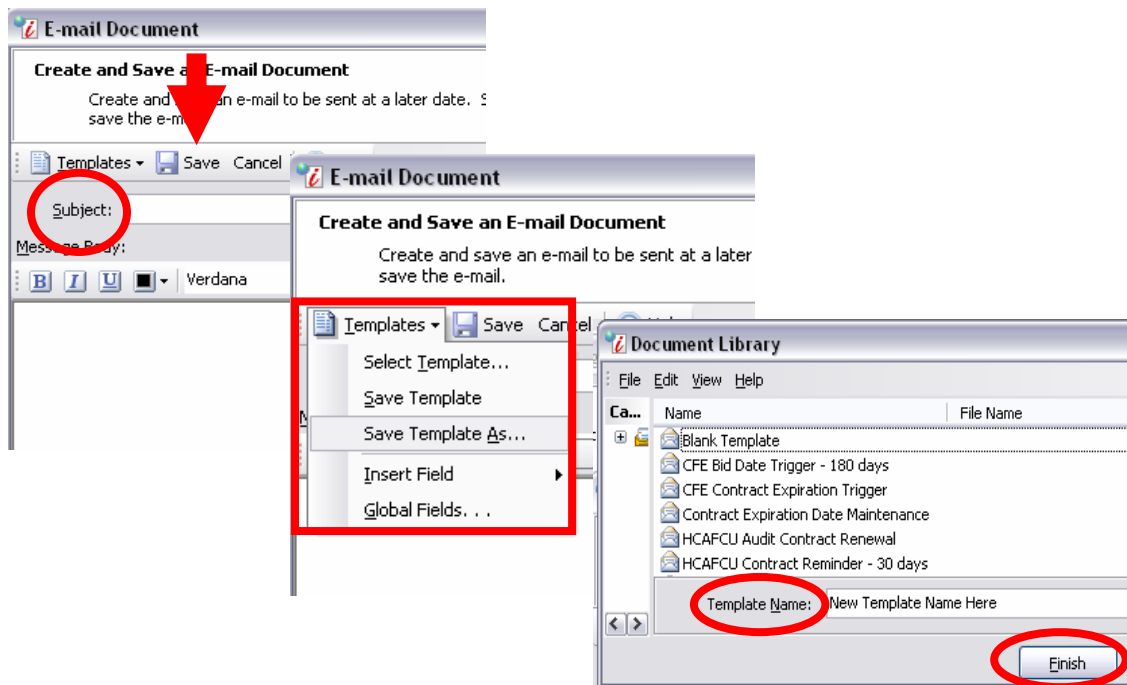 E-mail Document
Create and Save an E-mail Document
Create and an e-mail to be sent at a later date. S
save the e-m
Templates Save Cancel
Subject:
Message Body:
B I U Verdana
E-mail Document
Create and Save an E-mail Document
Create and save an e-mail to be sent at a later
save the e-mail.
Templates Save Cancel
Select Template...
Save Template
Save Template As...
Insert Field
Global Fields. . .
Document Library
File Edit View Help
Ca... Name File Name
Blank Template
CFE Bid Date Trigger - 180 days
CFE Contract Expiration Trigger
Contract Expiration Date Maintenance
HCAFCU Audit Contract Renewal
HCAFCU Contract Reminder - 30 days
Template Name: New Template Name Here
Finish